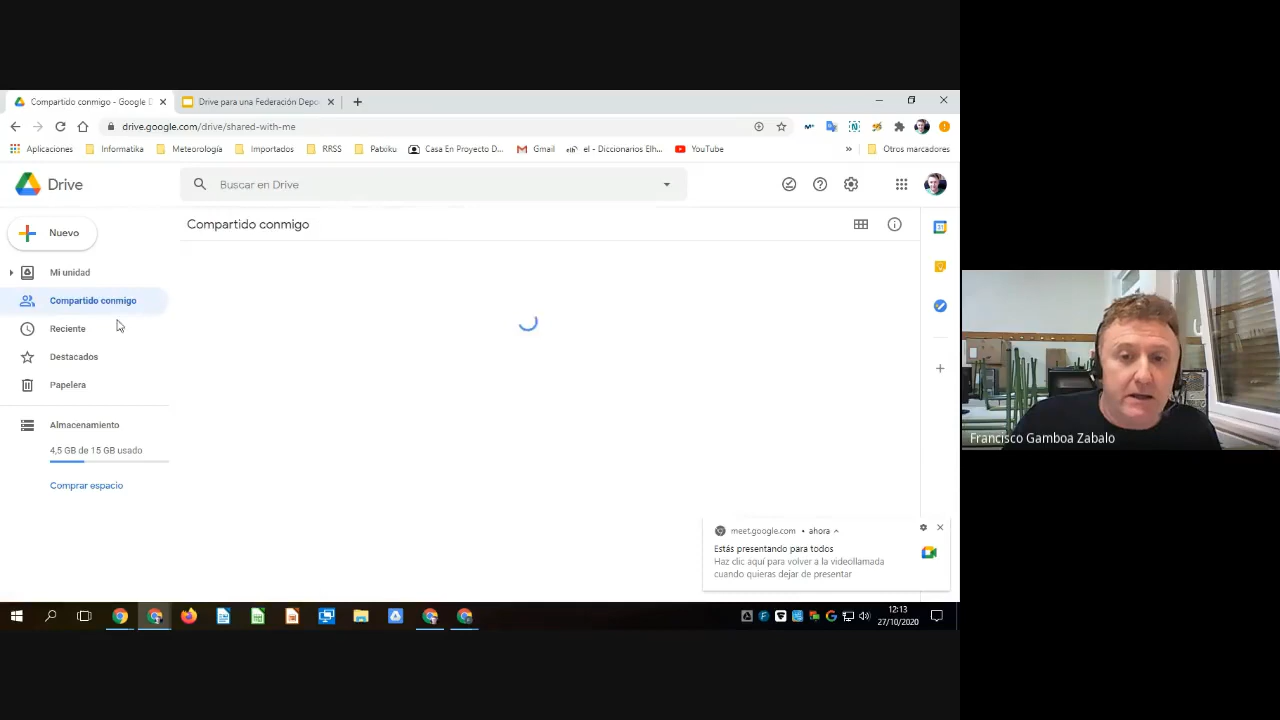 Compartido conmigo - Google D
Drive para una Federación Depo
drive.google.com/drive/shared-with-me
Aplicaciones
Informatika
Meteorología
Importados
RRSS
Patxiku
Casa En Proyecto D...
Gmail
el - Diccionarios Elh...
YouTube
»
Otros marcadores
Drive
Buscar en Drive
Nuevo
Compartido conmigo
Mi unidad
Compartido conmigo
Reciente
Destacados
Papelera
Almacenamiento
4,5 GB de 15 GB usado
Comprar espacio
meet.google.com • ahora
Estás presentando para todos
Haz clic aquí para volver a la videollamada
cuando quieras dejar de presentar
12:13
27/10/2020
Francisco Gamboa Zabalo